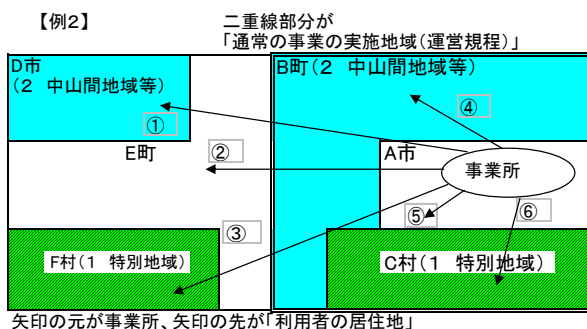 【例2】
二重線部分が
「通常の事業の実施地域(運営規程)」
D市
(2 中山間地域等)
B町(2 中山間地域等)
①
④
E町
②
A市
事業所
③
⑤
⑥
F村(1 特別地域)
C村(1 特別地域)
矢印の元が事業所、矢印の先が「利用者の居住地」